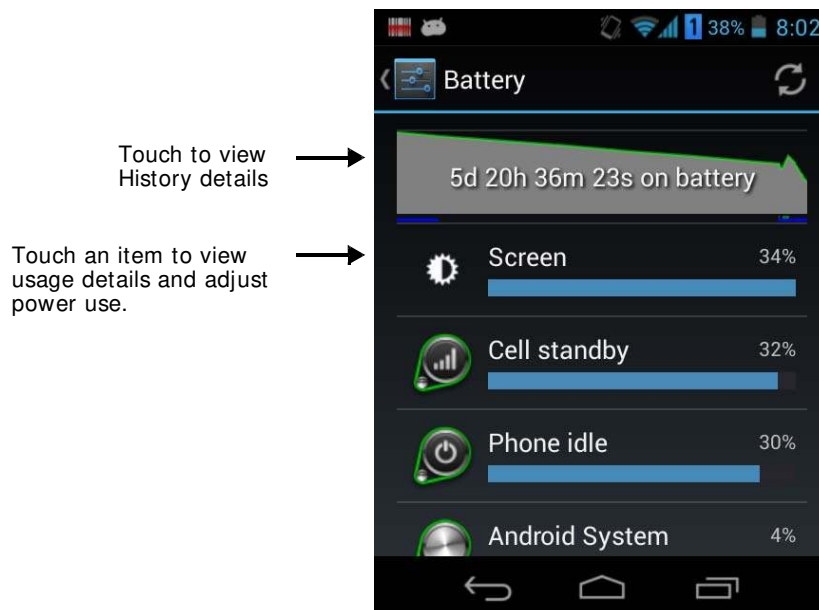 1 38% 8:02
Battery
Touch to view
History details
5d 20h 36m 23s on battery
Touch an item to view
usage details and adjust
power use.
Screen 34%
Cell standby 32%
Phone idle 30%
Android System 4%